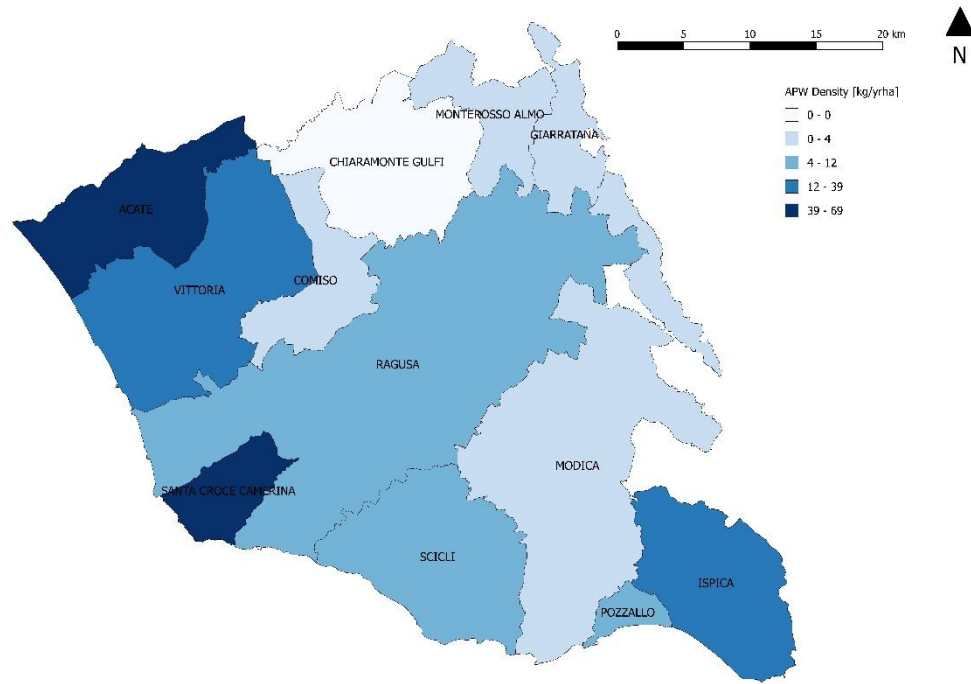 0 5 10 15 20 km
N
APW Density [kg/yrha]
0 - 0
0 - 4
4 - 12
12 - 39
39 - 69
MONTEROSSO ALMO
GIARRATANA
CHIARAMONTE GULFI
ACATE
VITTORIA
COMISO
RAGUSA
MODICA
SANTA CROCE CAMERINA
SCICLI
ISPICA
POZZALLO